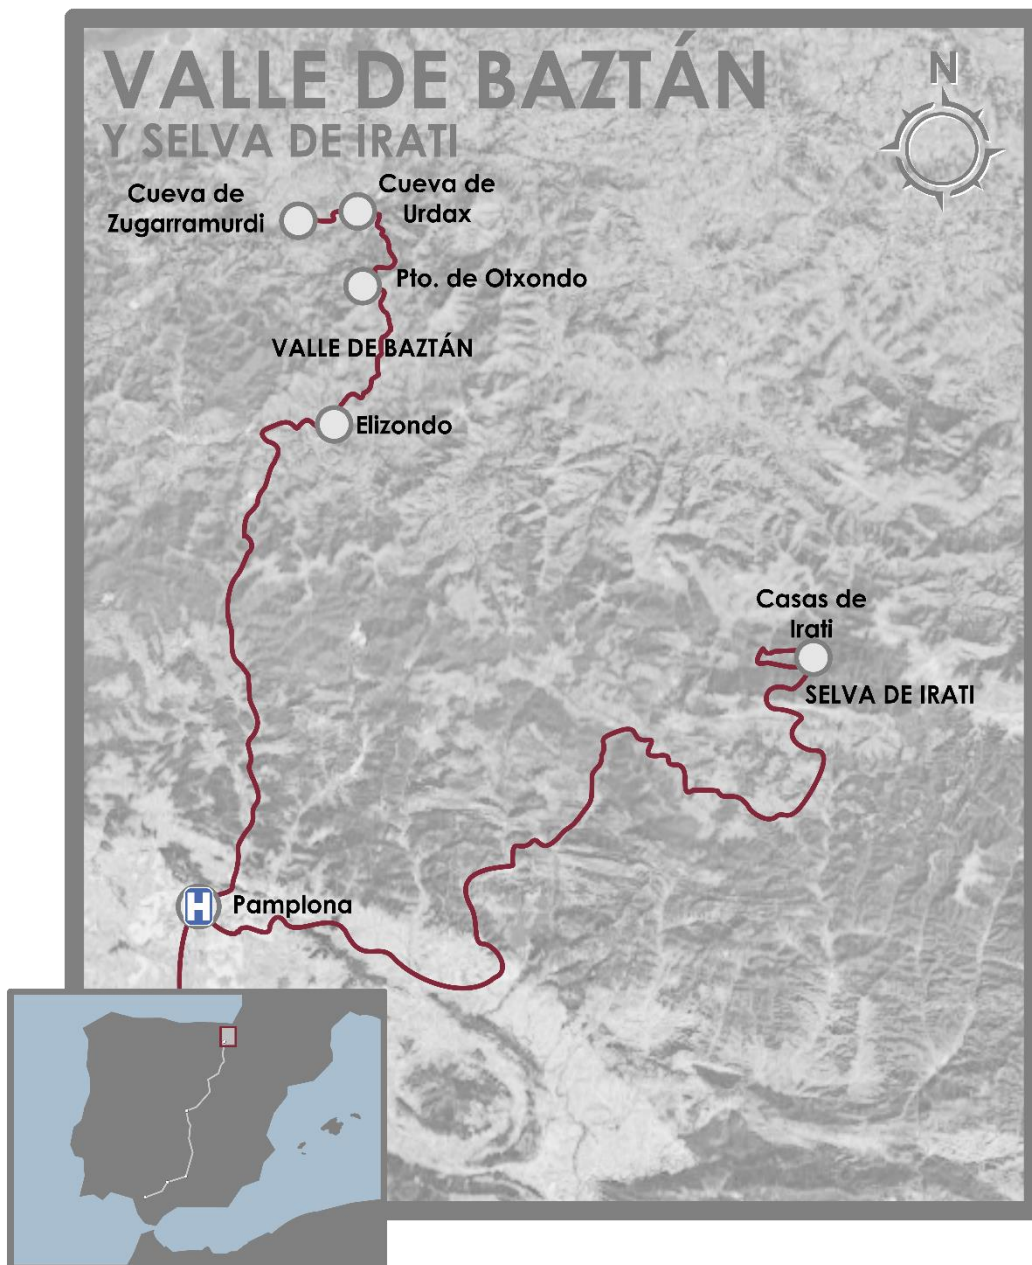 VALLE DE BAZTÁN
Y SELVA DE IRATI
N
Cueva de
Zugarramurdi
Cueva de
Urdax
Pto. de Otxondo
VALLE DE BAZTÁN
Elizondo
Casas de
Irati
SELVA DE IRATI
H
Pamplona